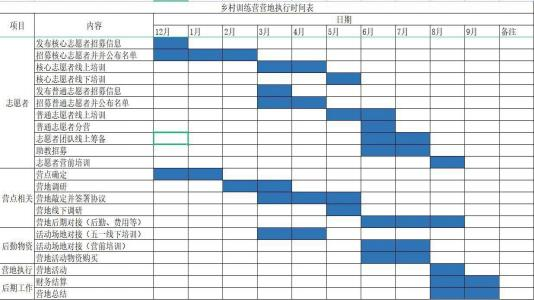 乡村训练营营地执行时间表
项目 内容 日期
12月 1月 2月 3月 4月 5月 6月 7月 8月 9月 备注
志愿者
发布核心志愿者招募信息
招募核心志愿者并并公布名单
核心志愿者线上培训
核心志愿者线下培训
发布普通志愿者招募信息
招募普通志愿者并公布名单
普通志愿者线上培训
普通志愿者分营
志愿者团队线上筹备
助教招募
志愿者营前培训
营点相关
营点确定
营地调研
营地敲定并签署协议
营地线下调研
营地后期对接（后勤、费用等）
后勤物资
活动场地对接（五一线下培训）
活动场地对接（营前培训）
营地活动物资购买
营地执行 营地活动
后期工作
财务结算
营地总结